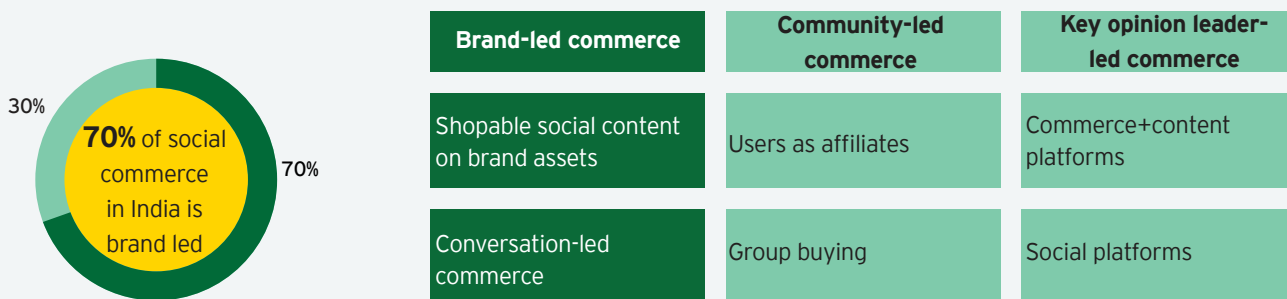 30%
70% of social
commerce
in India is
brand led
70%
Brand-led commerce
Community-led
commerce
Key opinion leader-
led commerce
Shopable social content
on brand assets
Users as affiliates
Commerce+content
platforms
Conversation-led
commerce
Group buying
Social platforms